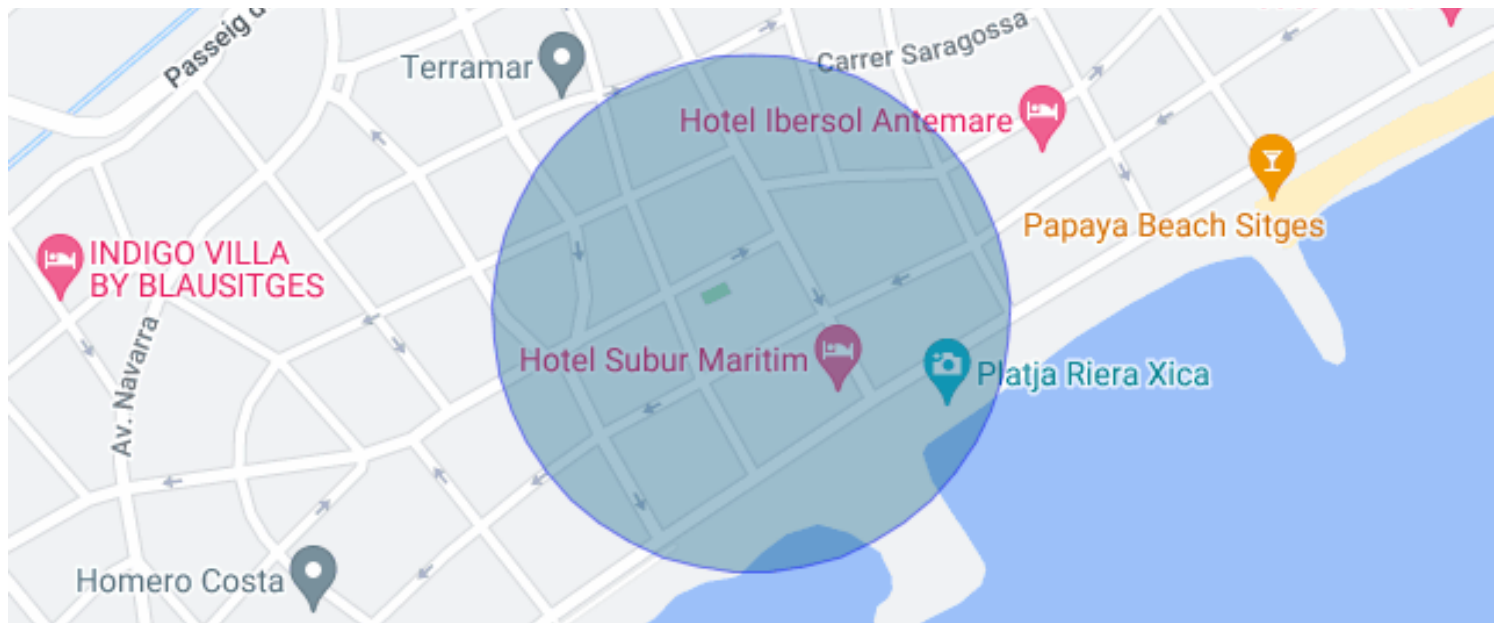 Passeig d
Terramar
Carrer Saragossa
Hotel Ibersol Antemare
Papaya Beach Sitges
INDIGO VILLA
BY BLAUSITGES
Av. Navarra
Hotel Subur Maritim
Platja Riera Xica
Homero Costa